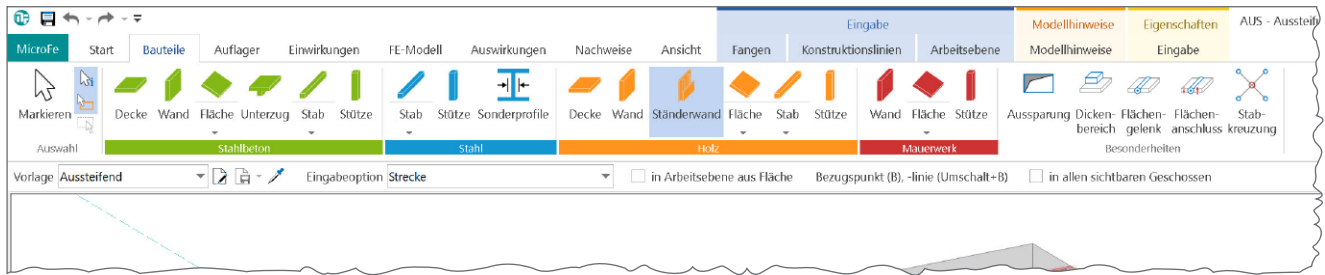 Eingabe Modellhinweise Eigenschaften AUS - Aussteif
MicroFe Start Bauteile Auflager Einwirkungen FE-Modell Auswirkungen Nachweise Ansicht Fangen Konstruktionslinien Arbeitsebene Modellhinweise Eingabe
Markieren Decke Wand Fläche Unterzug Stab Stütze Stab Stütze Sonderprofile Decke Wand Ständerwand Fläche Stab Stütze Wand Fläche Stütze Aussparung Dicken- Flächen- Flächen- Stab-
bereich gelenk anschluss kreuzung
Auswahl Stahlbeton Stahl Holz Mauerwerk Besonderheiten
Vorlage Aussteifend Eingabeoption Strecke in Arbeitsebene aus Fläche Bezugspunkt (B), -linie (Umschalt+B) in allen sichtbaren Geschossen